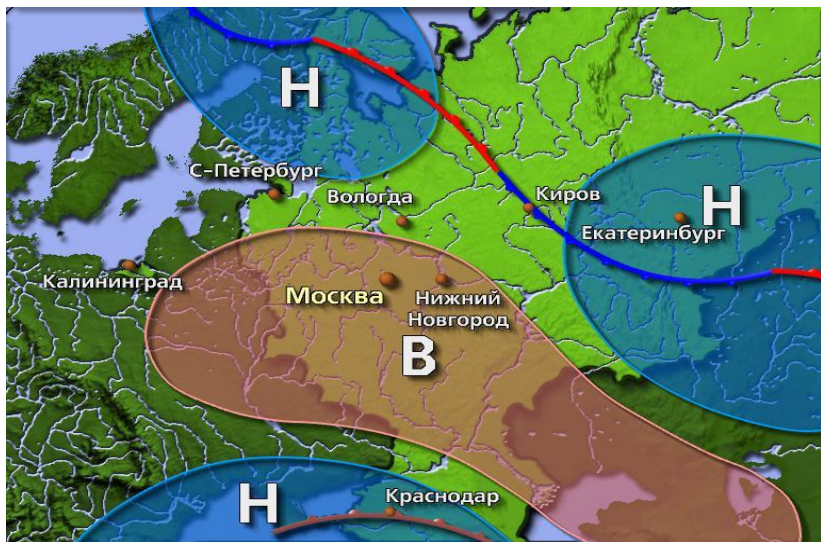 Н
С-Петербург
Вологда
Киров
Н
Екатеринбург
Калининград
Москва
Нижний
Новгород
В
Н
Краснодар